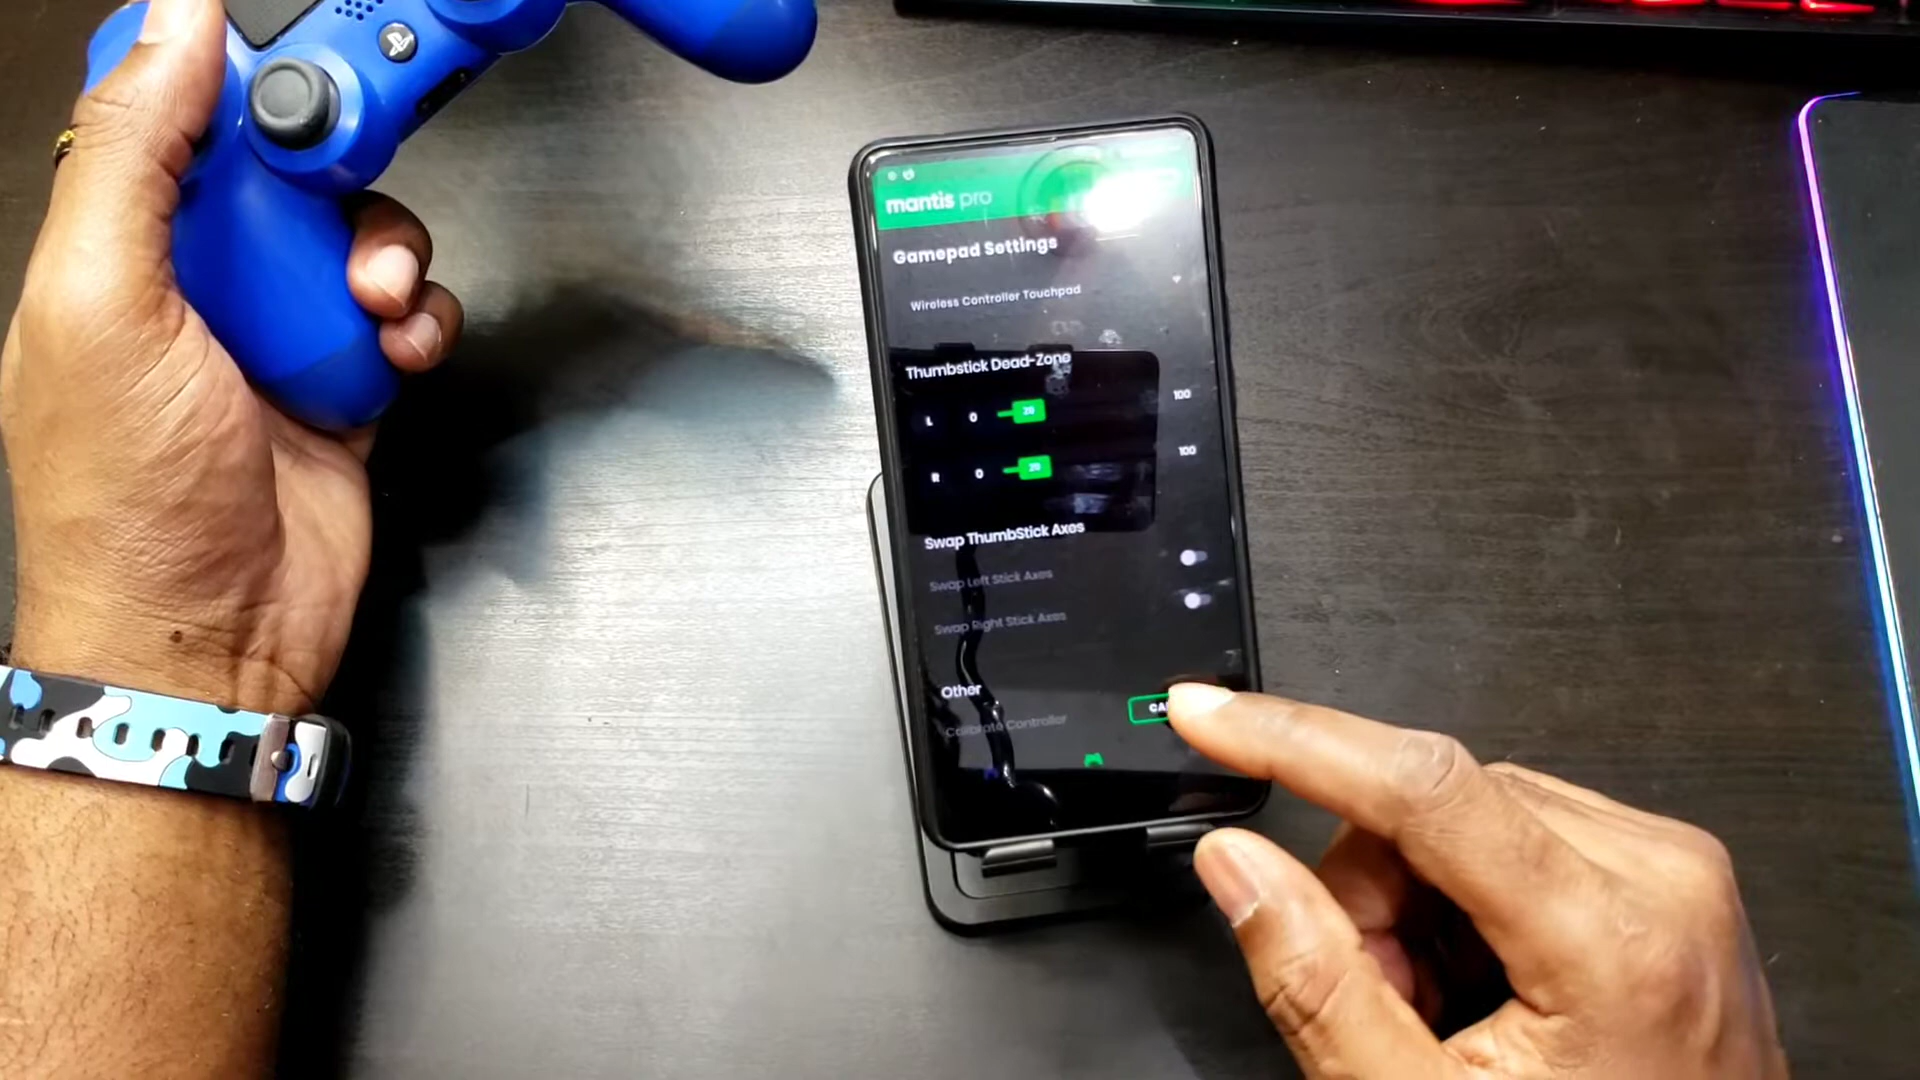 mantis pro
Gamepad Settings
Wireless Controller Touchpad
Thumbstick Dead-Zone
L 0 20 100
R 0 20 100
Swap ThumbStick Axes
Swap Left Stick Axes
Swap Right Stick Axes
Other
Calibrate Controller CA